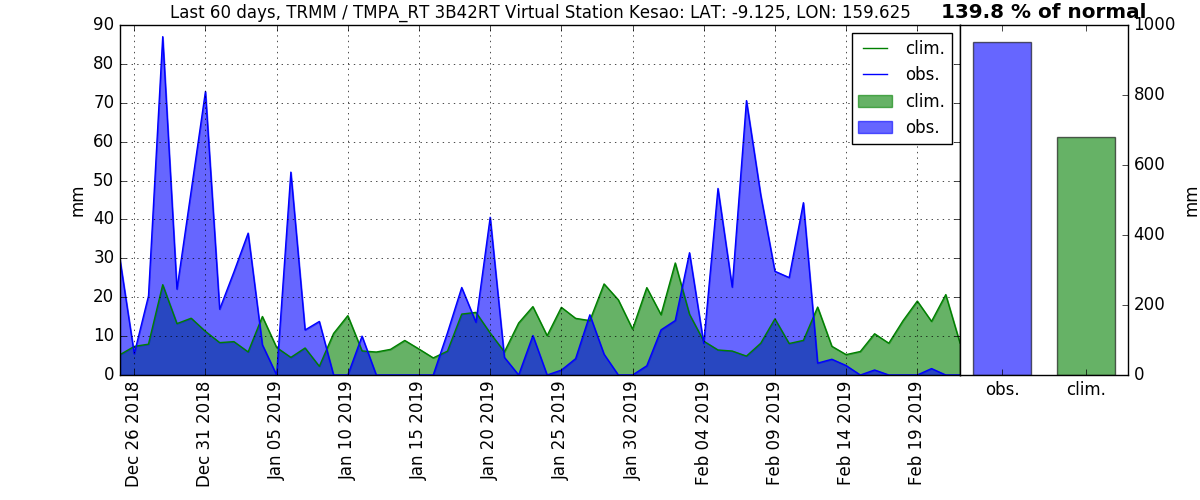 Last 60 days, TRMM / TMPA_RT 3B42RT Virtual Station Kesao: LAT: -9.125, LON: 159.625
139.8 % of normal
90
80
70
60
50
40
30
20
10
0
mm
clim.
obs.
clim.
obs.
Dec 26 2018
Dec 31 2018
Jan 05 2019
Jan 10 2019
Jan 15 2019
Jan 20 2019
Jan 25 2019
Jan 30 2019
Feb 04 2019
Feb 09 2019
Feb 14 2019
Feb 19 2019
1000
800
600
400
200
0
mm
obs.
clim.